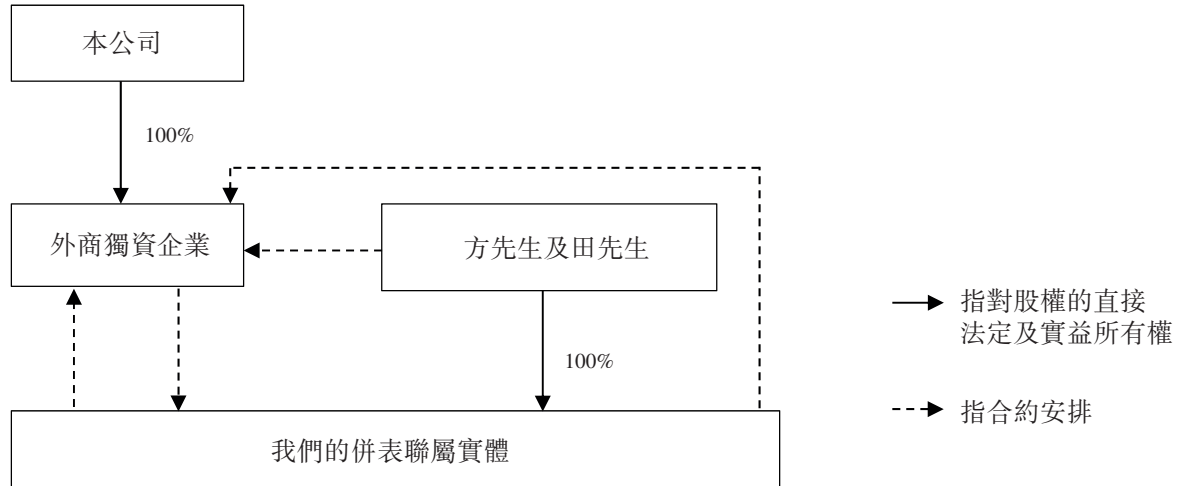 本公司
100%
外商獨資企業
方先生及田先生
指對股權的直接
法定及實益所有權
100%
指合約安排
我們的併表聯屬實體